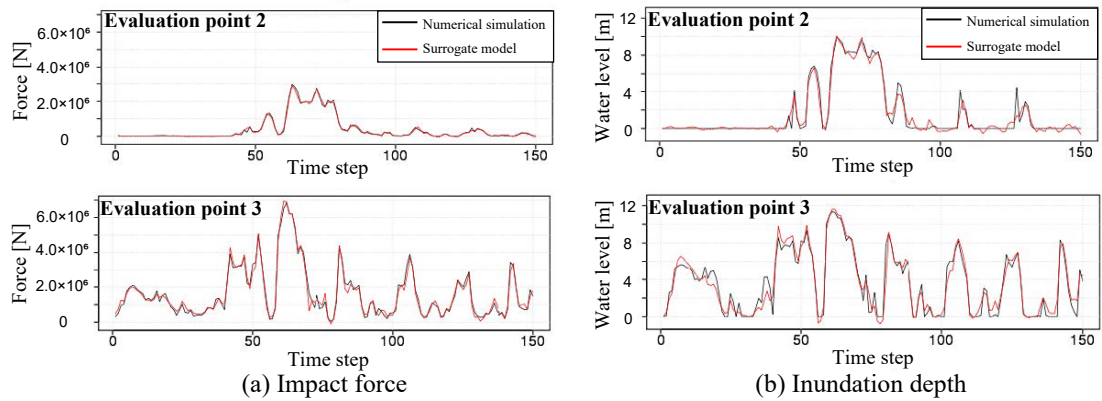 Evaluation point 2
Numerical simulation
Surrogate model
Force [N]
6.0×10⁶
4.0×10⁶
2.0×10⁶
0
0 50 100 150
Time step
Evaluation point 3
Force [N]
6.0×10⁶
4.0×10⁶
2.0×10⁶
0
0 50 100 150
Time step
(a) Impact force
Evaluation point 2
Numerical simulation
Surrogate model
Water level [m]
12
8
4
0
0 50 100 150
Time step
Evaluation point 3
Water level [m]
12
8
4
0
0 50 100 150
Time step
(b) Inundation depth